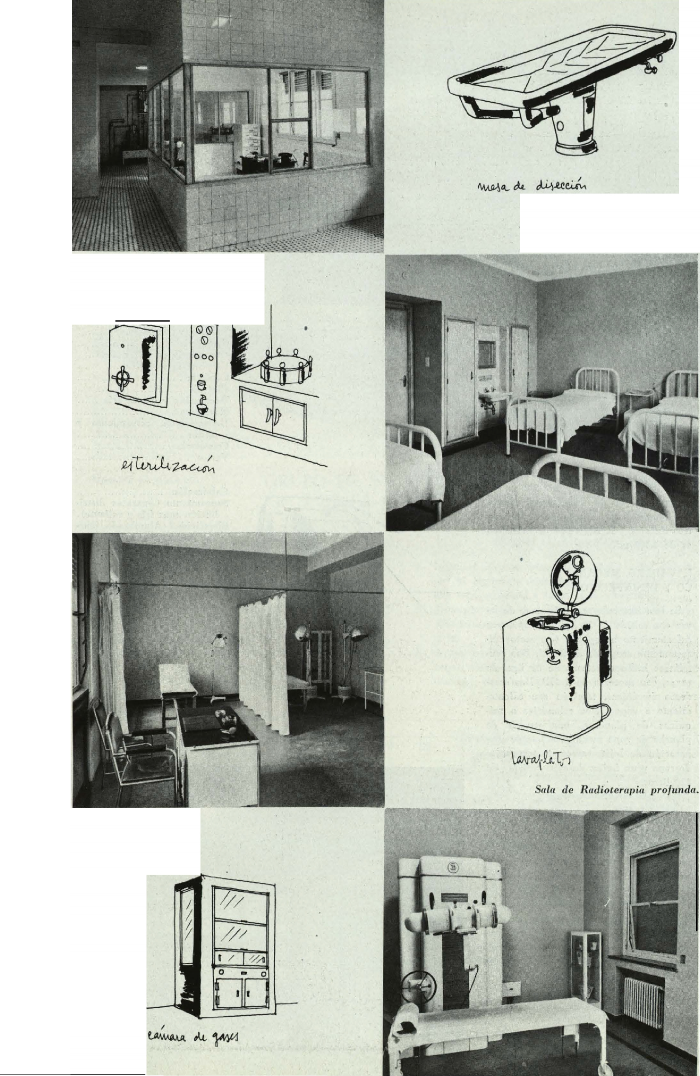 mesa de disección
esterilización
lavaplatos
Sala de Radioterapia profunda.
cámara de gases